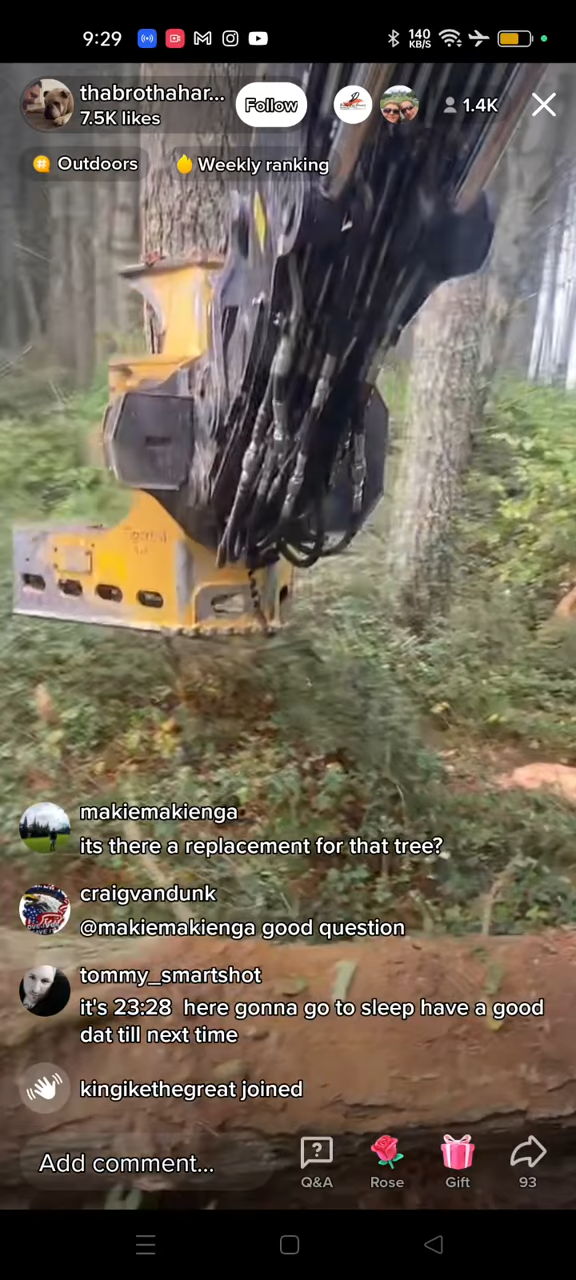 9:29
140
KB/S
thabrothahar...
7.5K likes
Follow
1.4K
Outdoors
Weekly ranking
makiemakienga
its there a replacement for that tree?
craigvandunk
@makiemakienga good question
tommy_smartshot
it's 23:28 here gonna go to sleep have a good
dat till next time
kingikethegreat joined
Add comment...
Q&A
Rose
Gift
93